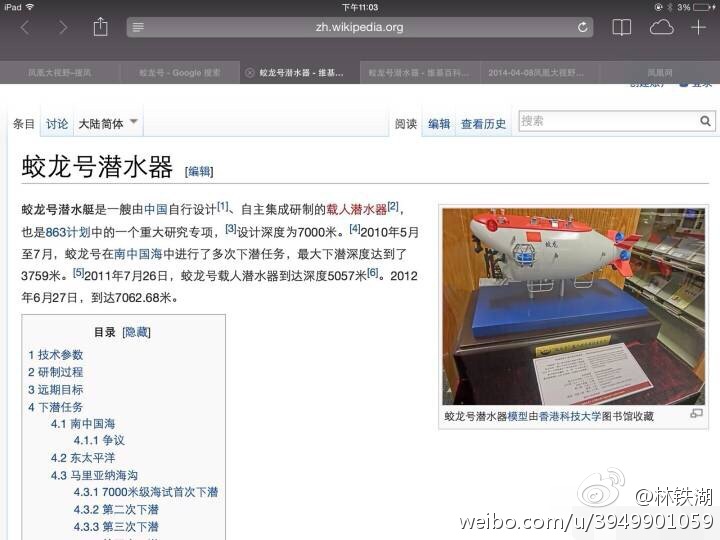 iPad
下午11:03
3%
zh.wikipedia.org
凤凰大视野-搜凤
蛟龙号 - Google 搜索
蛟龙号潜水器 - 维基…
蛟龙号潜水器 - 维基百科…
2014-04-08凤凰大视野…
凤凰网
条目
讨论
大陆简体
阅读
编辑
查看历史
搜索
蛟龙号潜水器 [编辑]
蛟龙号潜水艇是一艘由中国自行设计[1]、自主集成研制的载人潜水器[2]，
也是863计划中的一个重大研究专项，[3]设计深度为7000米。[4]2010年5月
至7月，蛟龙号在南中国海中进行了多次下潜任务，最大下潜深度达到了
3759米。[5]2011年7月26日，蛟龙号载人潜水器到达深度5057米[6]。2012
年6月27日，到达7062.68米。
目录 [隐藏]
1 技术参数
2 研制过程
3 远期目标
4 下潜任务
4.1 南中国海
4.1.1 争议
4.2 东太平洋
4.3 马里亚纳海沟
4.3.1 7000米级海试首次下潜
4.3.2 第二次下潜
4.3.3 第三次下潜
蛟龙
蛟龙号潜水器模型由香港科技大学图书馆收藏
@林铁湖
weibo.com/u/3949901059